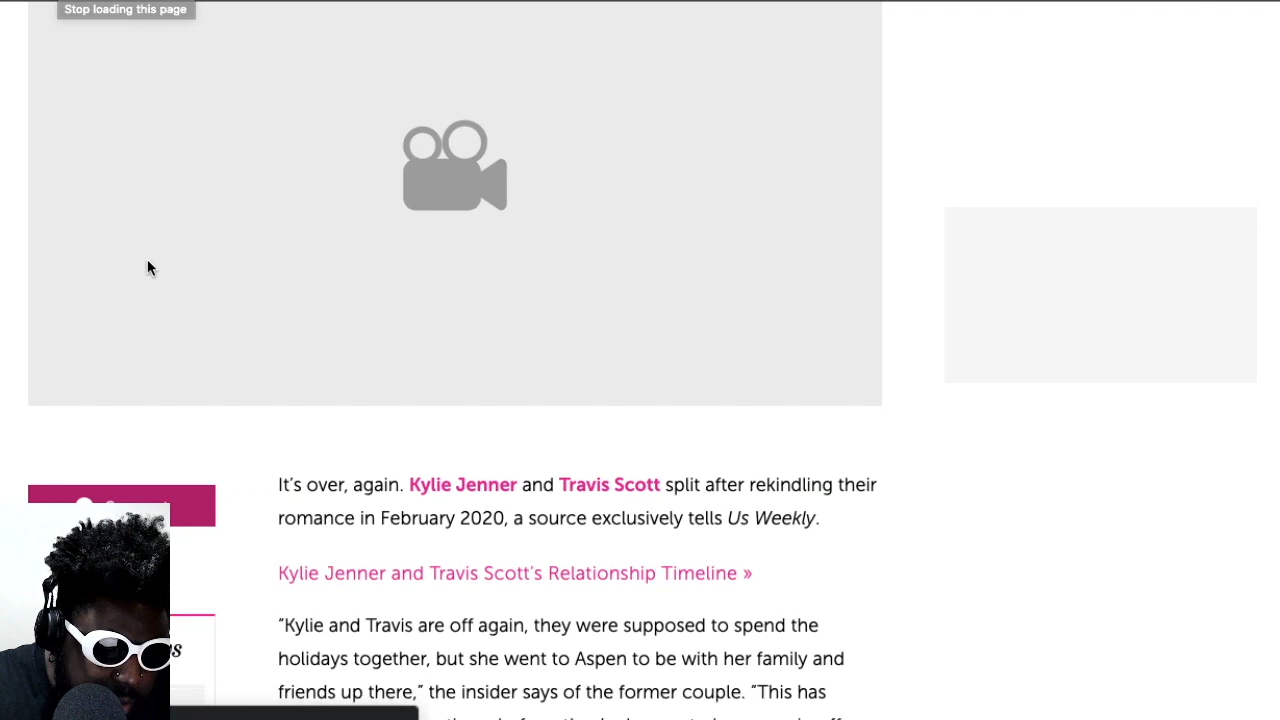 Stop loading this page
It’s over, again. Kylie Jenner and Travis Scott split after rekindling their
romance in February 2020, a source exclusively tells Us Weekly.
Kylie Jenner and Travis Scott's Relationship Timeline »
“Kylie and Travis are off again, they were supposed to spend the
holidays together, but she went to Aspen to be with her family and
friends up there,” the insider says of the former couple. “This has